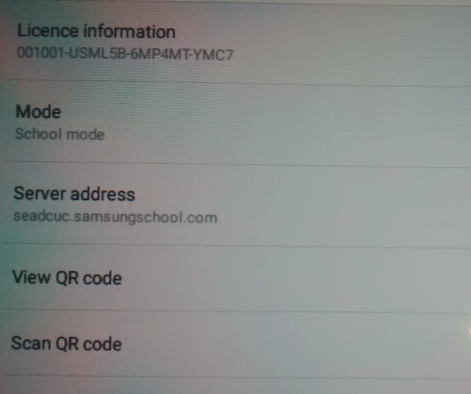 Licence information
001001-USML5B-6MP4MT-YMC7
Mode
School mode
Server address
seadcuc.samsungschool.com
View QR code
Scan QR code